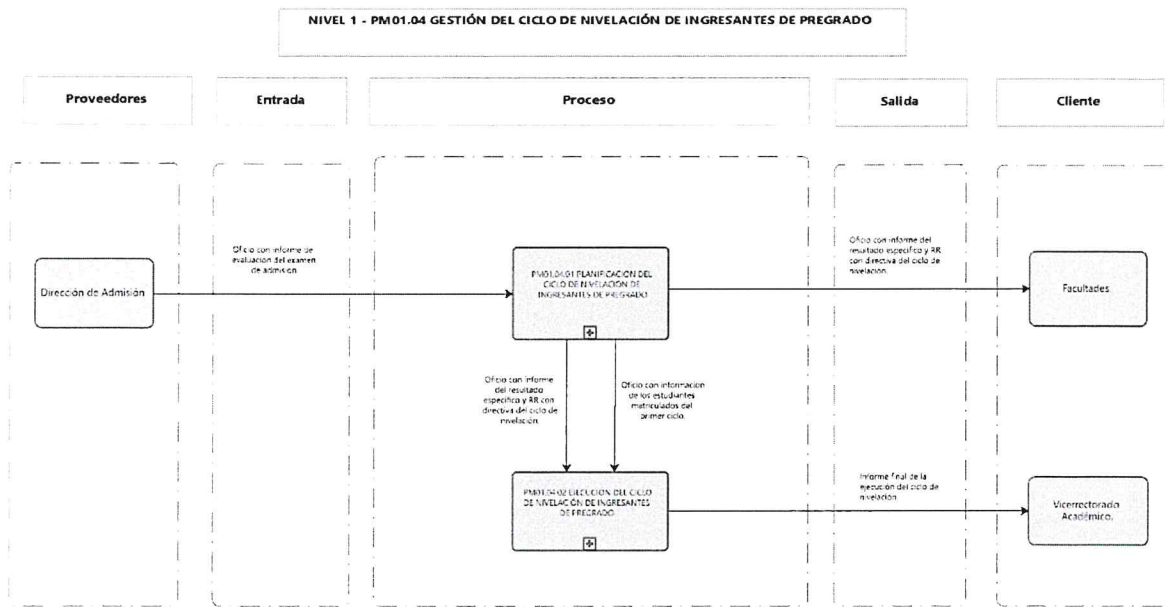 NIVEL 1 - PM01.04 GESTIÓN DEL CICLO DE NIVELACIÓN DE INGRESANTES DE PREGRADO
Proveedores
Entrada
Proceso
Salida
Cliente
Dirección de Admisión
Oficio con informe de
evaluación del examen
de admisión
PM01.04.01 PLANIFICACIÓN DEL
CICLO DE NIVELACIÓN DE
INGRESANTES DE PREGRADO
Oficio con informe del
resultado especifico y RR
con directiva del ciclo de
nivelación.
Facultades
Oficio con informe
del resultado
especifico y RR con
directiva del ciclo de
nivelación.
Oficio con informacion
de los estudiantes
matriculados del
primer ciclo.
PM01.04.02 EJECUCIÓN DEL CICLO
DE NIVELACIÓN DE INGRESANTES
DE PREGRADO
Informe final de la
ejecución del ciclo de
nivelación
Vicerrectorado
Académico.